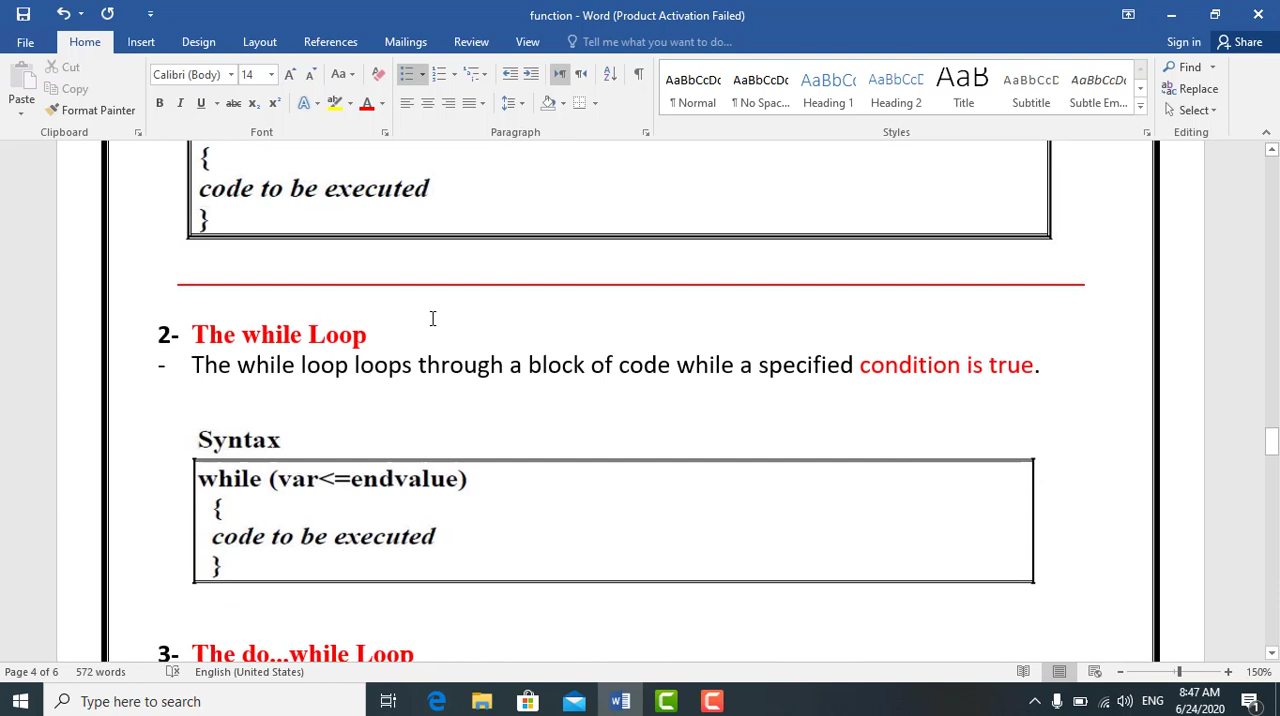 function - Word (Product Activation Failed)
File Home Insert Design Layout References Mailings Review View Tell me what you want to do... Sign in Share
Paste Cut Copy Format Painter Clipboard
Calibri (Body) 14 Font
Paragraph
AaBbCcDc ¶ Normal AaBbCcDc ¶ No Spac... AaBbC Heading 1 AaBbCcD Heading 2 AaB Title AaBbCcD Subtitle AaBbCcD Subtle Em... Styles
Find Replace Select Editing
{
code to be executed
}
2- The while Loop
- The while loop loops through a block of code while a specified condition is true.
Syntax
while (var<=endvalue)
{
code to be executed
}
3- The do...while Loop
Page 4 of 6 572 words English (United States) 150%
Type here to search ENG 8:47 AM
6/24/2020